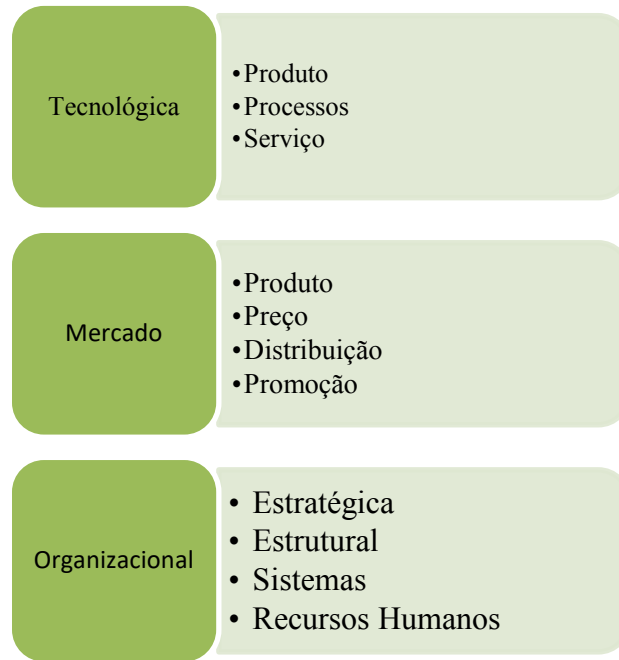 Tecnológica
•Produto
•Processos
•Serviço
Mercado
•Produto
•Preço
•Distribuição
•Promoção
Organizacional
• Estratégica
• Estrutural
• Sistemas
• Recursos Humanos